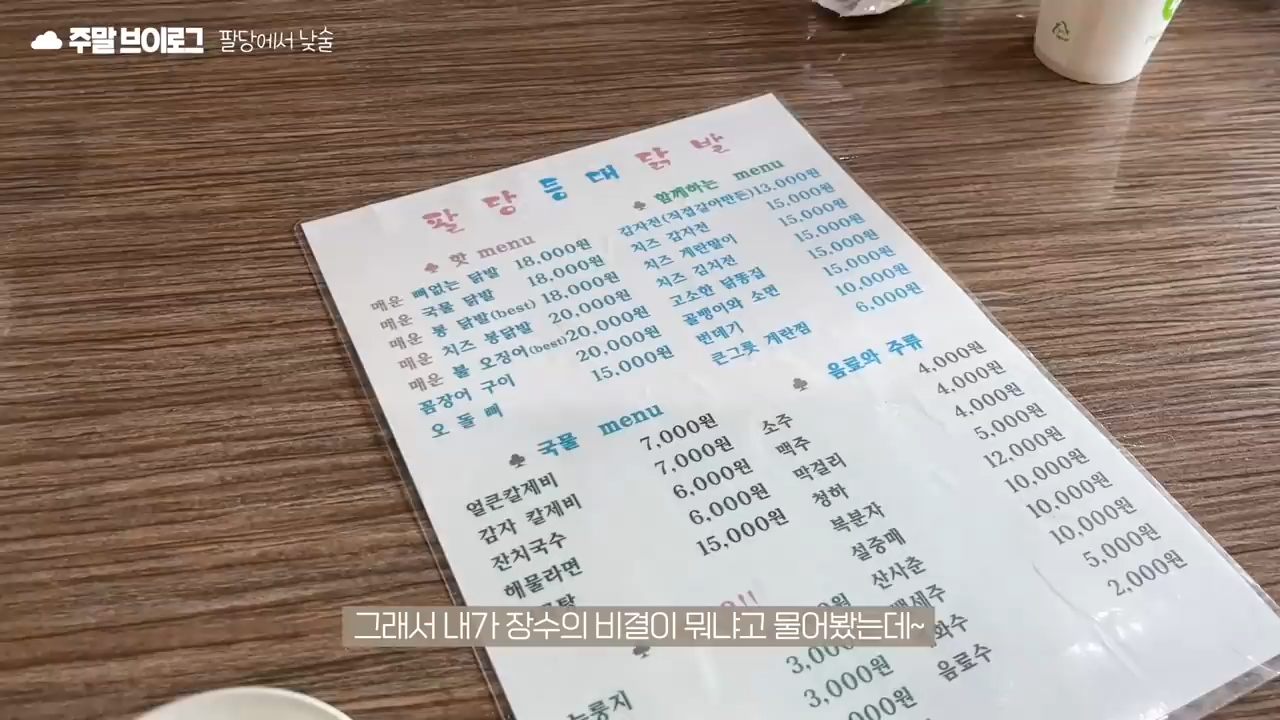 주말 브이로그 팔당에서 낮술
팔당등대닭발
핫 menu
매운 뼈없는 닭발 18,000원
매운 국물 닭발 18,000원
매운 봉 닭발(best) 18,000원
매운 치즈 봉닭발 20,000원
매운 불 오징어(best) 20,000원
꼼장어 구이 20,000원
오돌뼈 15,000원
함께하는 menu
감자전(직접갈아만든) 13,000원
치즈 감자전 15,000원
치즈 계란말이 15,000원
치즈 김치전 15,000원
고소한 닭똥집 15,000원
골뱅이와 소면 15,000원
번데기 10,000원
큰그릇 계란찜 6,000원
국물 menu
얼큰칼제비 7,000원
감자 칼제비 7,000원
잔치국수 6,000원
해물라면 6,000원
탕 15,000원
음료와 주류
소주 4,000원
맥주 4,000원
막걸리 4,000원
청하 5,000원
복분자 12,000원
설중매 10,000원
산사춘 10,000원
백세주 10,000원
화수 5,000원
음료수 2,000원
!!
원
누룽지 3,000원
3,000원
,000원
그래서 내가 장수의 비결이 뭐냐고 물어봤는데~